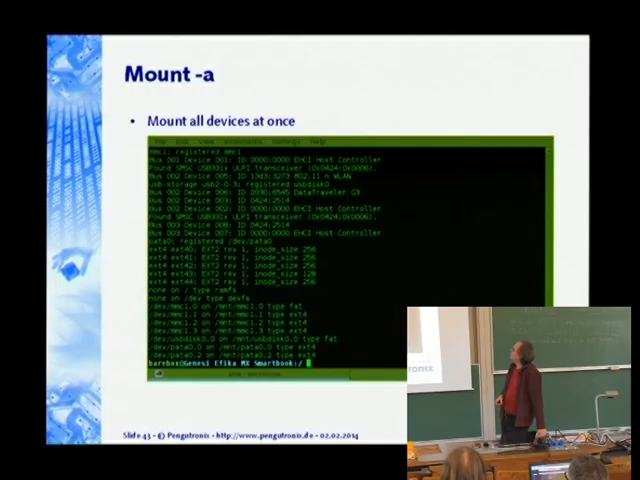 Mount -a
• Mount all devices at once
mmc1: registered mmc1
Bus 001 Device 001: ID 0000:0000 EHCI Host Controller
Found SMSC USB331x ULPI transceiver (0x0424:0x0006).
Bus 002 Device 005: ID 13d3:3273 802.11 n WLAN
usb-storage usb2-0-3: registered usbdisk0
Bus 002 Device 006: ID 0930:6545 DataTraveler G3
Bus 002 Device 002: ID 0000:0000 EHCI Host Controller
Found SMSC USB331x ULPI transceiver (0x0424:0x0006).
Bus 003 Device 008: ID 0424:2514
Bus 003 Device 007: ID 0000:0000 EHCI Host Controller
pata0: registered /dev/pata0
ext4 ext40: EXT2 rev 1, inode_size 256
ext4 ext41: EXT2 rev 1, inode_size 256
ext4 ext42: EXT2 rev 1, inode_size 256
ext4 ext43: EXT2 rev 1, inode_size 128
ext4 ext44: EXT2 rev 1, inode_size 256
none on / type ramfs
none on /dev type devfs
/dev/mmc1.0 on /mnt/mmc1.0 type fat
/dev/mmc1.1 on /mnt/mmc1.1 type ext4
/dev/mmc1.2 on /mnt/mmc1.2 type ext4
/dev/mmc1.3 on /mnt/mmc1.3 type ext4
/dev/usbdisk0.0 on /mnt/usbdisk0.0 type fat
/dev/pata0.0 on /mnt/pata0.0 type ext4
/dev/pata0.2 on /mnt/pata0.2 type ext4
barebox@Genesi Efika MX Smartbook:/
Slide 43 - © Pengutronix - http://www.pengutronix.de - 02.02.2014